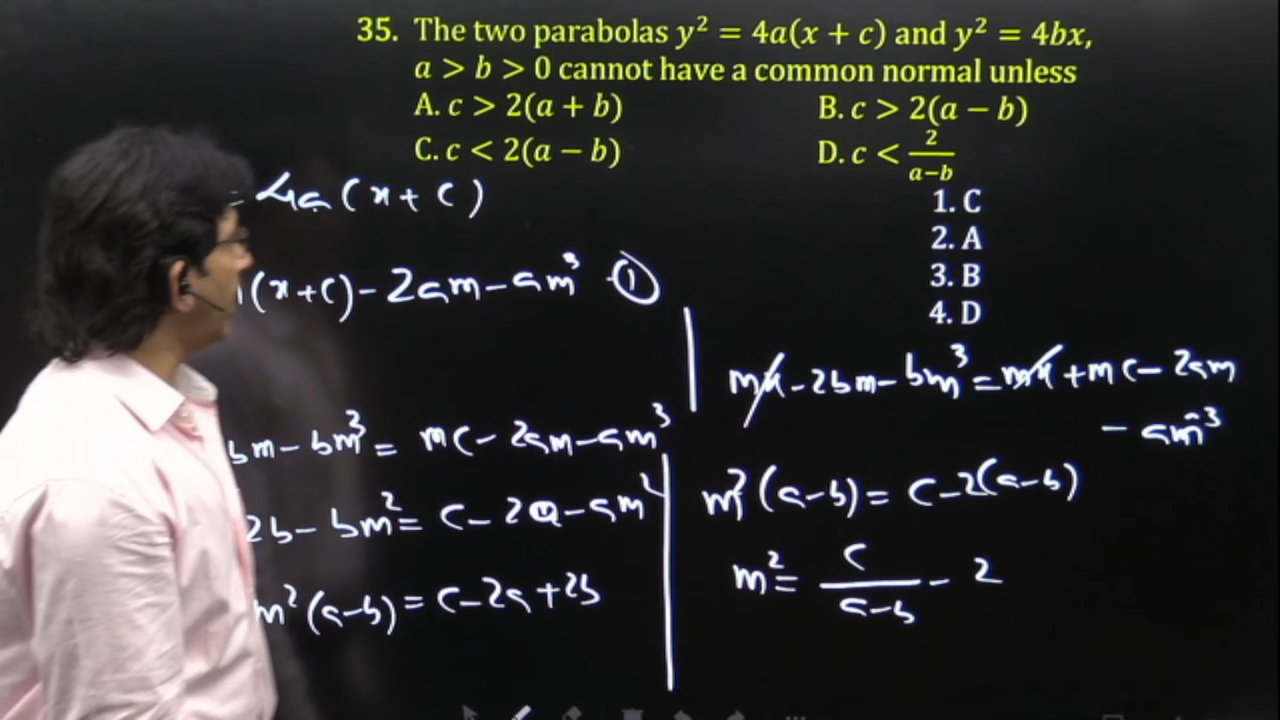 35. The two parabolas y² = 4a(x + c) and y² = 4bx,
a > b > 0 cannot have a common normal unless
A. c > 2(a + b) B. c > 2(a − b)
C. c < 2(a − b) D. c < 2/(a−b)
1. C
2. A
3. B
4. D
= 4a(x + c)
(x+c) - 2am - am³ ①
bm - bm³ = mc - 2am - am³
2b - bm² = c - 2a - am²
m²(a-b) = c - 2a + 2b
mx - 2bm - bm³ = mx + mc - 2am
- am³
m²(a-b) = c - 2(a-b)
m² = c/(a-b) - 2